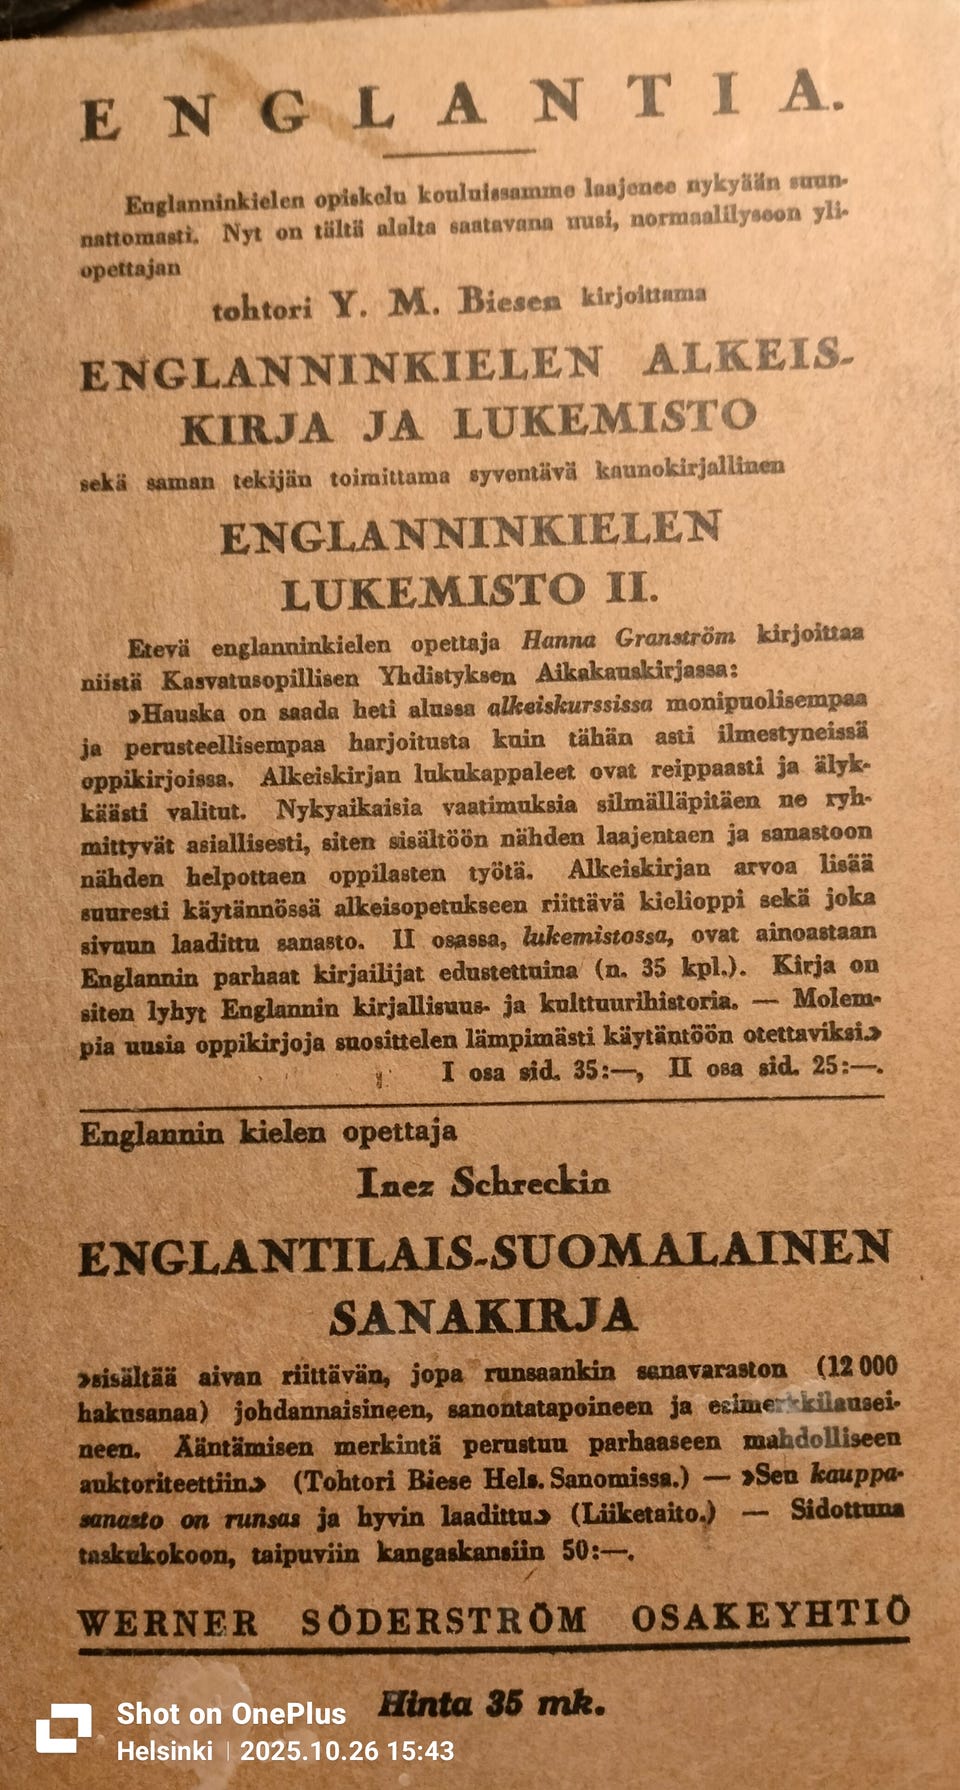 ENGLANTIA.
Englanninkielen opiskelu kouluissamme laajenee nykyään suun-
nattomasti. Nyt on tältä alalta saatavana uusi, normaalilyseon yli-
opettajan
tohtori Y. M. Biesen kirjoittama
ENGLANNINKIELEN ALKEIS-
KIRJA JA LUKEMISTO
sekä saman tekijän toimittama syventävä kaunokirjallinen
ENGLANNINKIELEN
LUKEMISTO II.
Etevä englanninkielen opettaja Hanna Granström kirjoittaa
niistä Kasvatusopillisen Yhdistyksen Aikakauskirjassa:
»Hauska on saada heti alussa alkeiskurssissa monipuolisempaa
ja perusteellisempaa harjoitusta kuin tähän asti ilmestyneissä
oppikirjoissa. Alkeiskirjan lukukappaleet ovat reippaasti ja älyk-
käästi valitut. Nykyaikaisia vaatimuksia silmälläpitäen ne ryh-
mittyvät asiallisesti, siten sisältöön nähden laajentaen ja sanastoon
nähden helpottaen oppilasten työtä. Alkeiskirjan arvoa lisää
suuresti käytännössä alkeisopetukseen riittävä kielioppi sekä joka
sivuun laadittu sanasto. II osassa, lukemistossa, ovat ainoastaan
Englannin parhaat kirjailijat edustettuina (n. 35 kpl.). Kirja on
siten lyhyt Englannin kirjallisuus- ja kulttuurihistoria. — Molem-
pia uusia oppikirjoja suosittelen lämpimästi käytäntöön otettaviksi.»
I osa sid. 35:—, II osa sid. 25:—.
Englannin kielen opettaja
Inez Schreckin
ENGLANTILAIS-SUOMALAINEN
SANAKIRJA
»sisältää aivan riittävän, jopa runsaankin sanavaraston (12 000
hakusanaa) johdannaisineen, sanontatapoineen ja esimerkkilausei-
neen. Ääntämisen merkintä perustuu parhaaseen mahdolliseen
auktoriteettiin.» (Tohtori Biese Hels. Sanomissa.) — »Sen kauppa-
sanasto on runsas ja hyvin laadittu.» (Liiketaito.) — Sidottuna
taskukokoon, taipuviin kangaskansiin 50:—.
WERNER SÖDERSTRÖM OSAKEYHTIÖ
Hinta 35 mk.
Shot on OnePlus
Helsinki | 2025.10.26 15:43